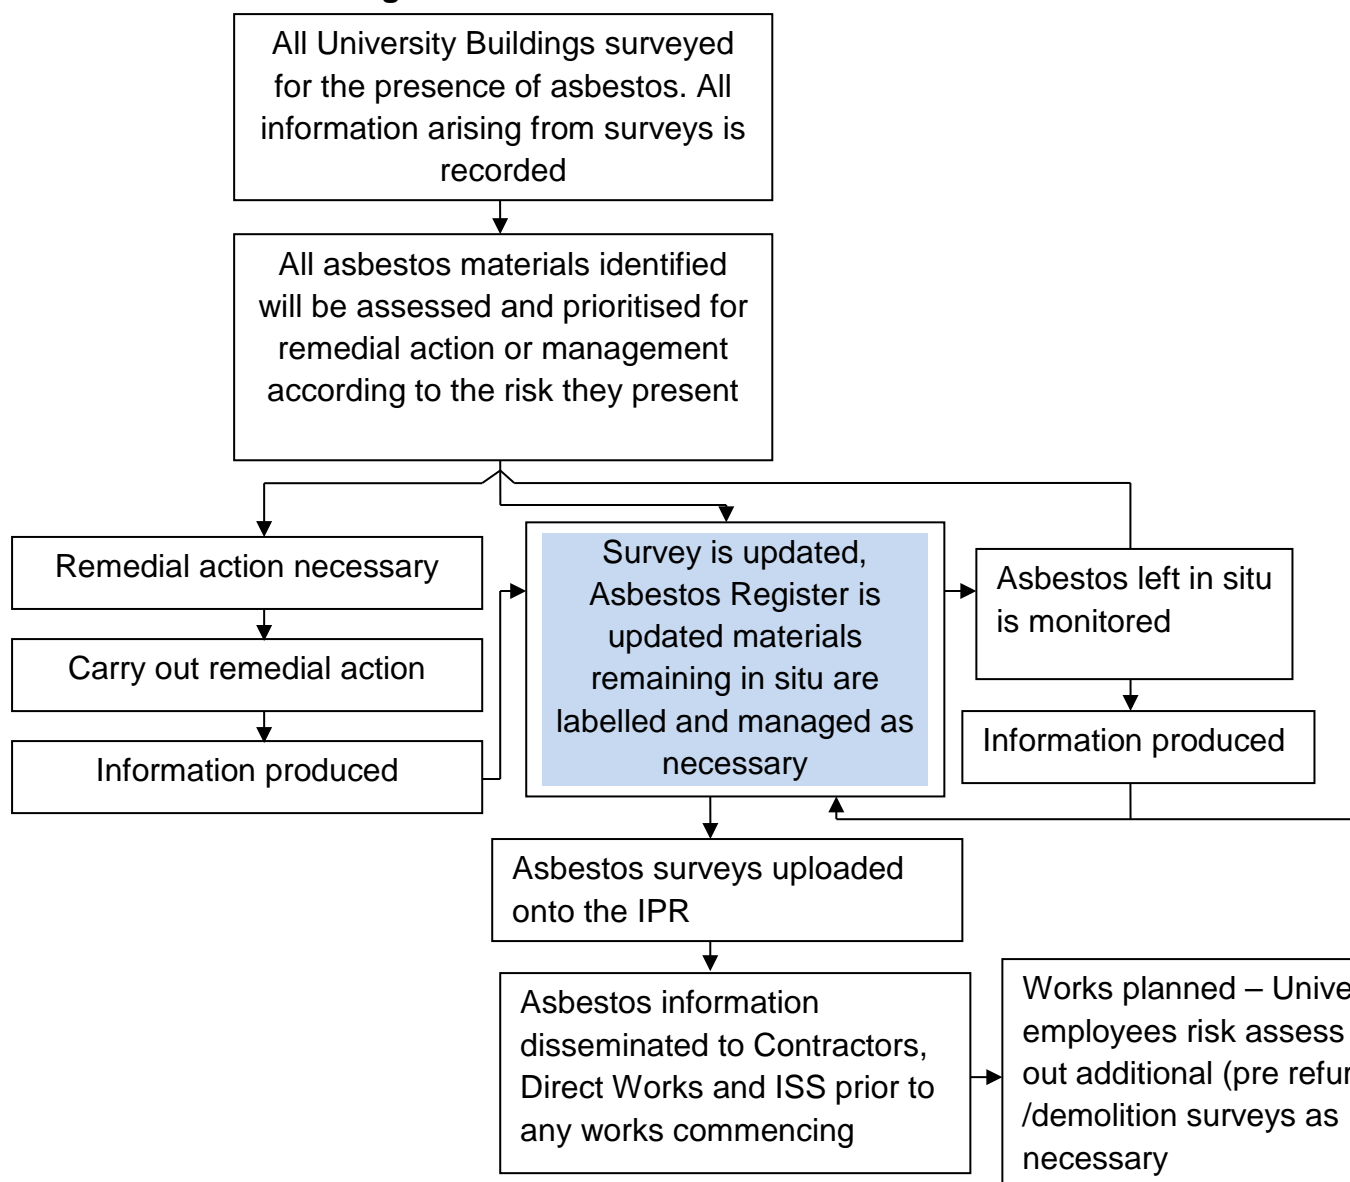 All University Buildings surveyed
for the presence of asbestos. All
information arising from surveys is
recorded
All asbestos materials identified
will be assessed and prioritised for
remedial action or management
according to the risk they present
Remedial action necessary
Carry out remedial action
Information produced
Survey is updated,
Asbestos Register is
updated materials
remaining in situ are
labelled and managed as
necessary
Asbestos left in situ
is monitored
Information produced
Asbestos surveys uploaded
onto the IPR
Asbestos information
disseminated to Contractors,
Direct Works and ISS prior to
any works commencing
Works planned – Unive
employees risk assess
out additional (pre refur
/demolition surveys as
necessary